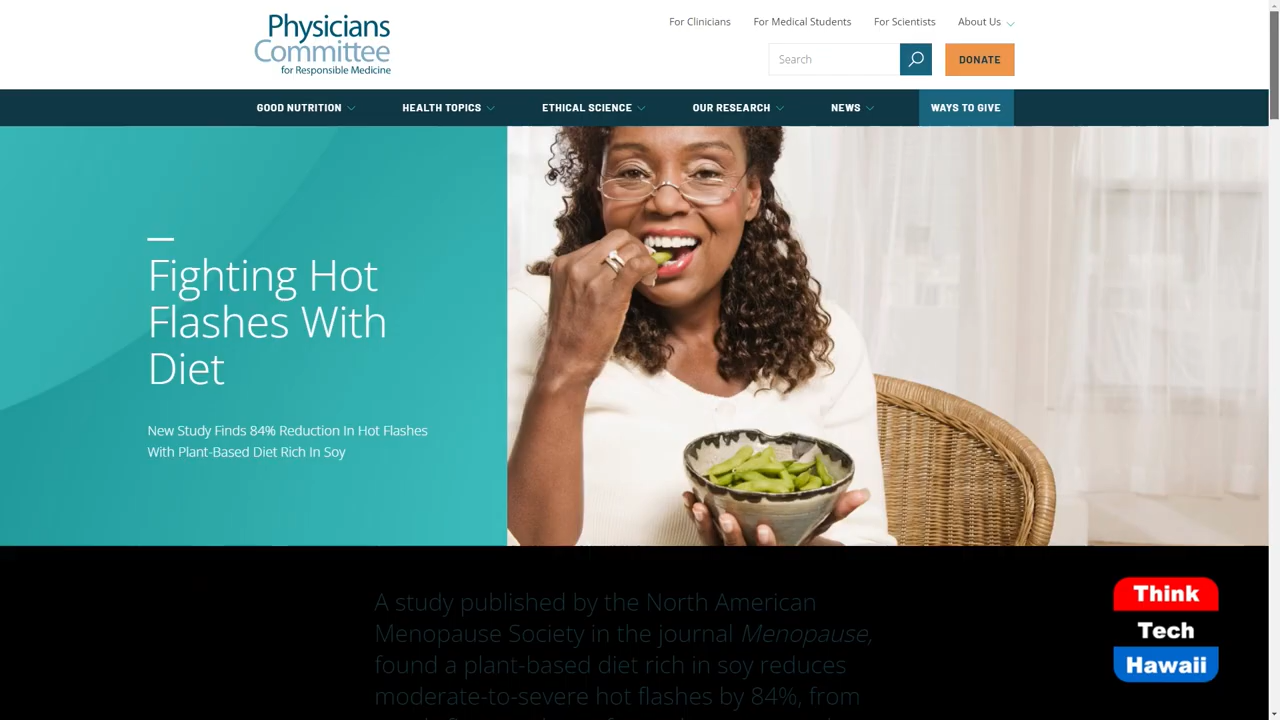 Physicians
Committee
for Responsible Medicine
For Clinicians
For Medical Students
For Scientists
About Us
Search
DONATE
GOOD NUTRITION
HEALTH TOPICS
ETHICAL SCIENCE
OUR RESEARCH
NEWS
WAYS TO GIVE
Fighting Hot
Flashes With
Diet
New Study Finds 84% Reduction In Hot Flashes
With Plant-Based Diet Rich In Soy
A study published by the North American
Menopause Society in the journal Menopause,
found a plant-based diet rich in soy reduces
moderate-to-severe hot flashes by 84%, from
Think
Tech
Hawaii